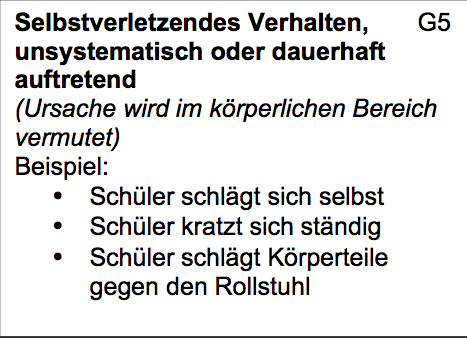 Selbstverletzendes Verhalten, G5
unsystematisch oder dauerhaft
auftretend
(Ursache wird im körperlichen Bereich
vermutet)
Beispiel:
• Schüler schlägt sich selbst
• Schüler kratzt sich ständig
• Schüler schlägt Körperteile
gegen den Rollstuhl